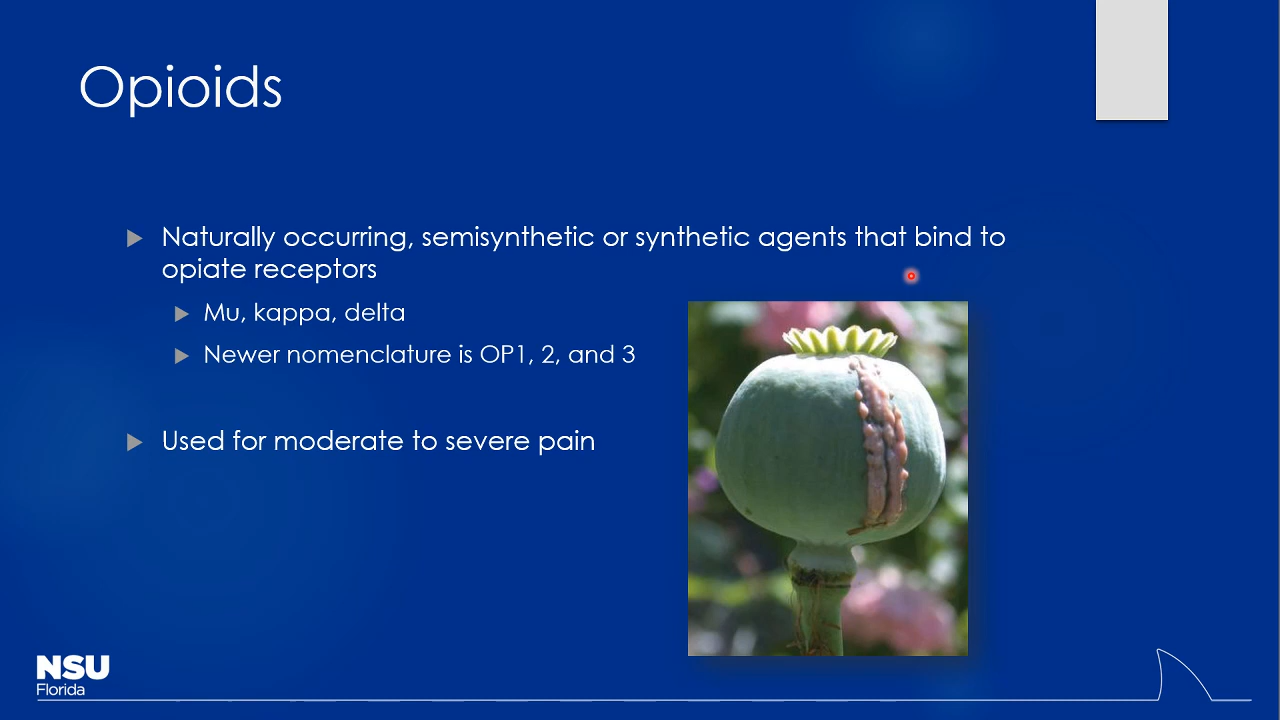 Opioids
Naturally occurring, semisynthetic or synthetic agents that bind to
opiate receptors
Mu, kappa, delta
Newer nomenclature is OP1, 2, and 3
Used for moderate to severe pain
NSU
Florida